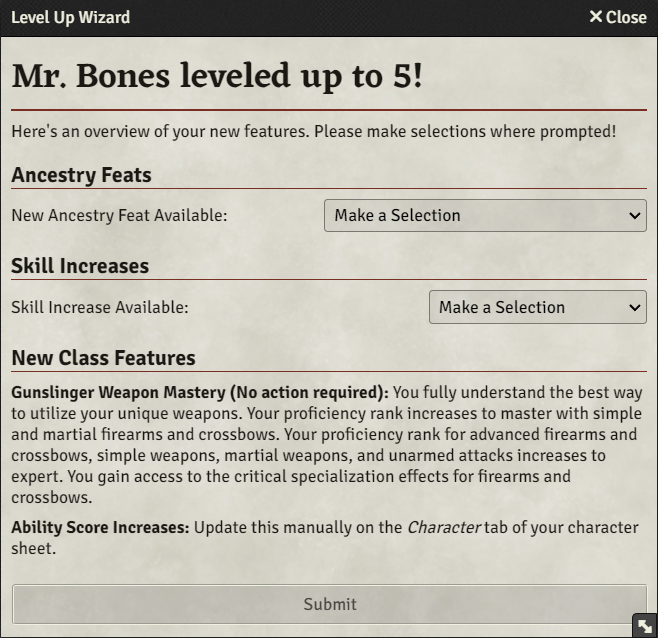 Level Up Wizard
Close
Mr. Bones leveled up to 5!
Here's an overview of your new features. Please make selections where prompted!
Ancestry Feats
New Ancestry Feat Available:
Make a Selection
Skill Increases
Skill Increase Available:
Make a Selection
New Class Features
Gunslinger Weapon Mastery (No action required): You fully understand the best way
to utilize your unique weapons. Your proficiency rank increases to master with simple
and martial firearms and crossbows. Your proficiency rank for advanced firearms and
crossbows, simple weapons, martial weapons, and unarmed attacks increases to
expert. You gain access to the critical specialization effects for firearms and
crossbows.
Ability Score Increases: Update this manually on the Character tab of your character
sheet.
Submit